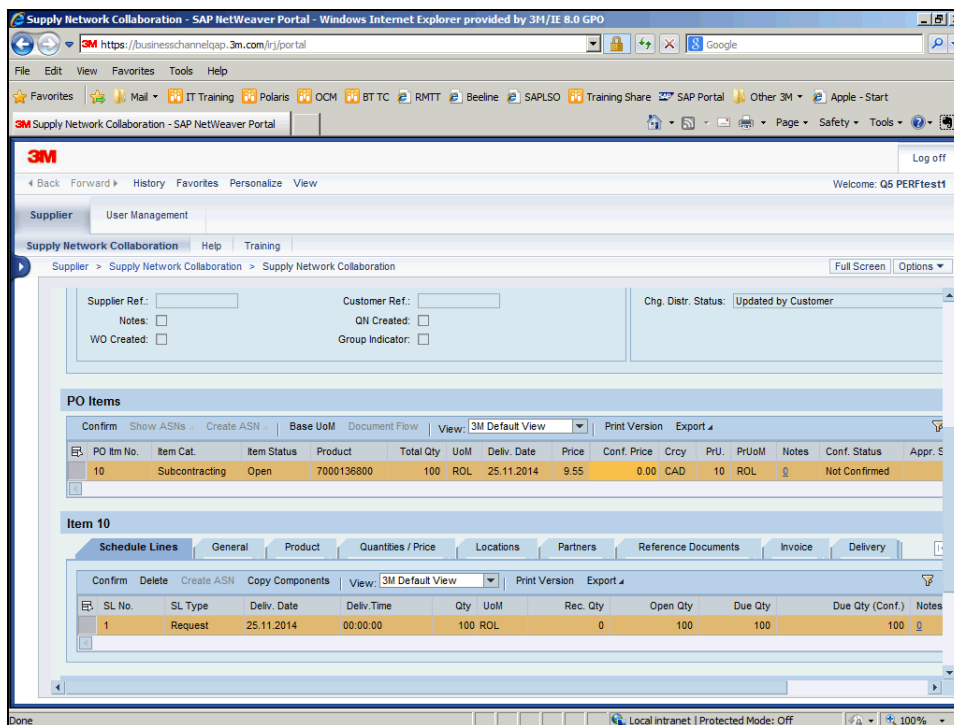 Supply Network Collaboration - SAP NetWeaver Portal - Windows Internet Explorer provided by 3M/IE 8.0 GPO
3M https://businesschannelqap.3m.com/irj/portal
Google
File Edit View Favorites Tools Help
Favorites Mail IT Training Polaris OCM BT TC RMTT Beeline SAPLSO Training Share SAP Portal Other 3M Apple - Start
3M Supply Network Collaboration - SAP NetWeaver Portal Page Safety Tools
3M Log off
Back Forward History Favorites Personalize View Welcome: Q5 PERFtest1
Supplier User Management
Supply Network Collaboration Help Training
Supplier > Supply Network Collaboration > Supply Network Collaboration Full Screen Options
Supplier Ref.: Customer Ref.: Chg. Distr. Status: Updated by Customer
Notes: QN Created:
WO Created: Group Indicator:
PO Items
Confirm Show ASNs Create ASN Base UoM Document Flow View: 3M Default View Print Version Export
PO Itm No. Item Cat. Item Status Product Total Qty UoM Deliv. Date Price Conf. Price Crcy PrU. PrUoM Notes Conf. Status Appr. S
10 Subcontracting Open 7000136800 100 ROL 25.11.2014 9.55 0.00 CAD 10 ROL 0 Not Confirmed
Item 10
Schedule Lines General Product Quantities / Price Locations Partners Reference Documents Invoice Delivery
Confirm Delete Create ASN Copy Components View: 3M Default View Print Version Export
SL No. SL Type Deliv. Date Deliv.Time Qty UoM Rec. Qty Open Qty Due Qty Due Qty (Conf.) Notes
1 Request 25.11.2014 00:00:00 100 ROL 0 100 100 100 0
Done Local intranet | Protected Mode: Off 100%